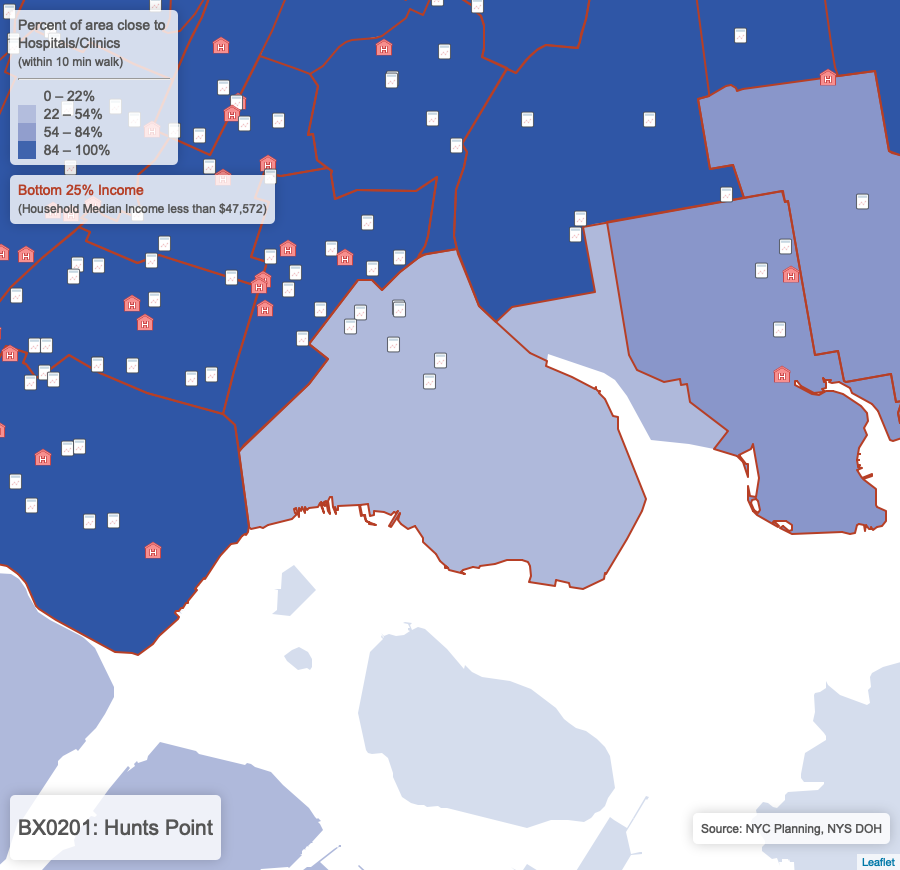 Percent of area close to
Hospitals/Clinics
(within 10 min walk)
0 – 22%
22 – 54%
54 – 84%
84 – 100%
Bottom 25% Income
(Household Median Income less than $47,572)
BX0201: Hunts Point
Source: NYC Planning, NYS DOH
Leaflet